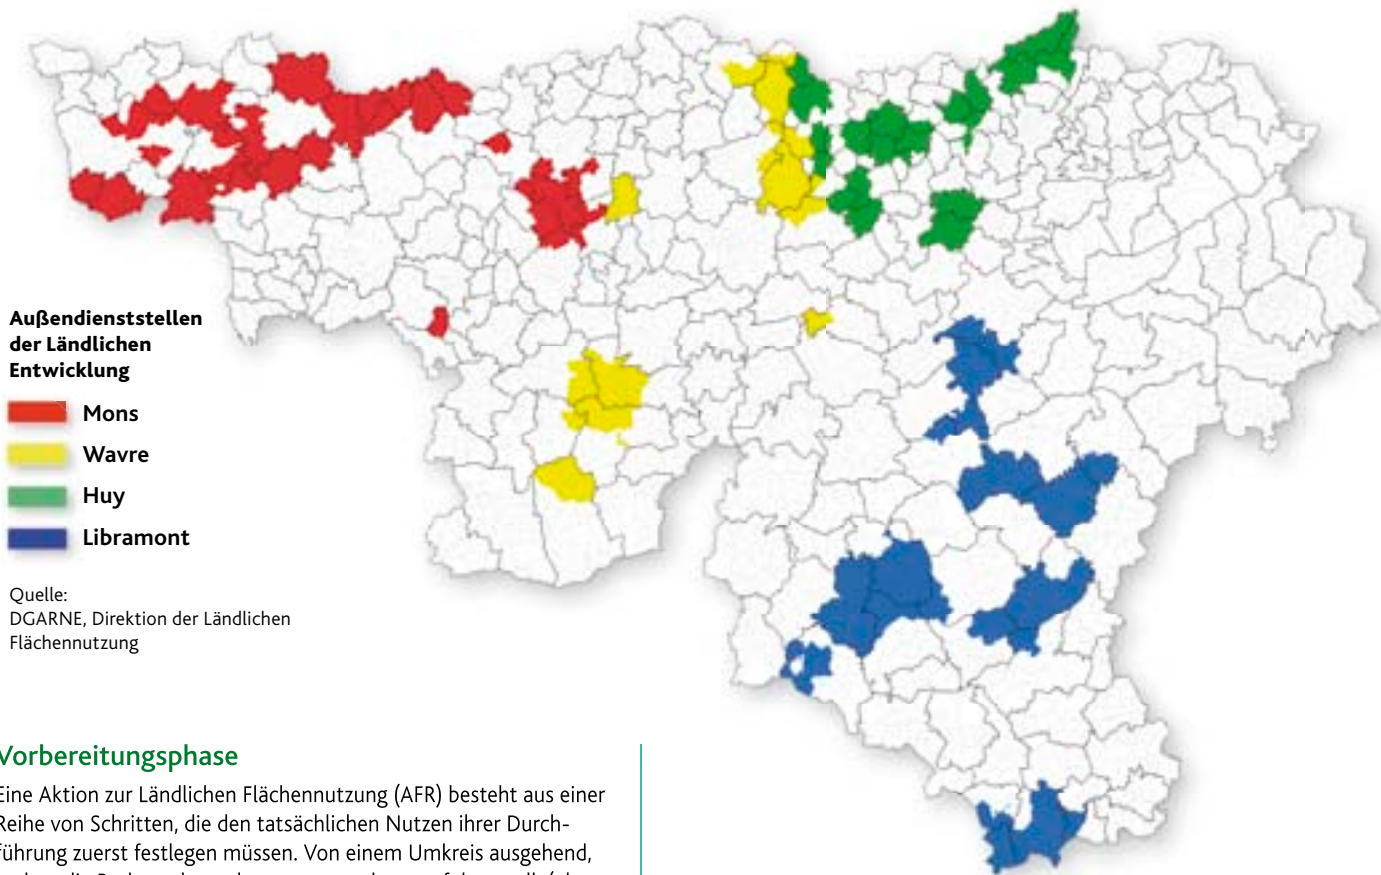 Außendienststellen
der Ländlichen
Entwicklung
Mons
Wavre
Huy
Libramont
Quelle:
DGARNE, Direktion der Ländlichen
Flächennutzung
Vorbereitungsphase
Eine Aktion zur Ländlichen Flächennutzung (AFR) besteht aus einer
Reihe von Schritten, die den tatsächlichen Nutzen ihrer Durch-
führung zuerst festlegen müssen. Von einem Umkreis ausgehend,